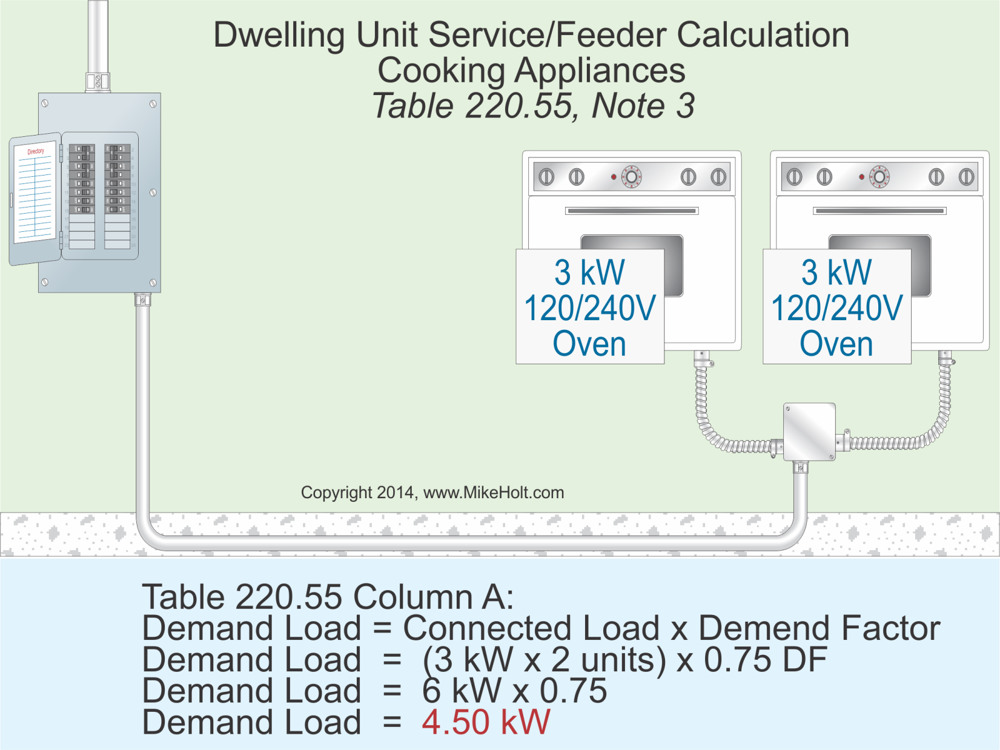 Dwelling Unit Service/Feeder Calculation
Cooking Appliances
Table 220.55, Note 3
Directory
3 kW
120/240V
Oven
3 kW
120/240V
Oven
Copyright 2014, www.MikeHolt.com
Table 220.55 Column A:
Demand Load = Connected Load x Demend Factor
Demand Load = (3 kW x 2 units) x 0.75 DF
Demand Load = 6 kW x 0.75
Demand Load = 4.50 kW